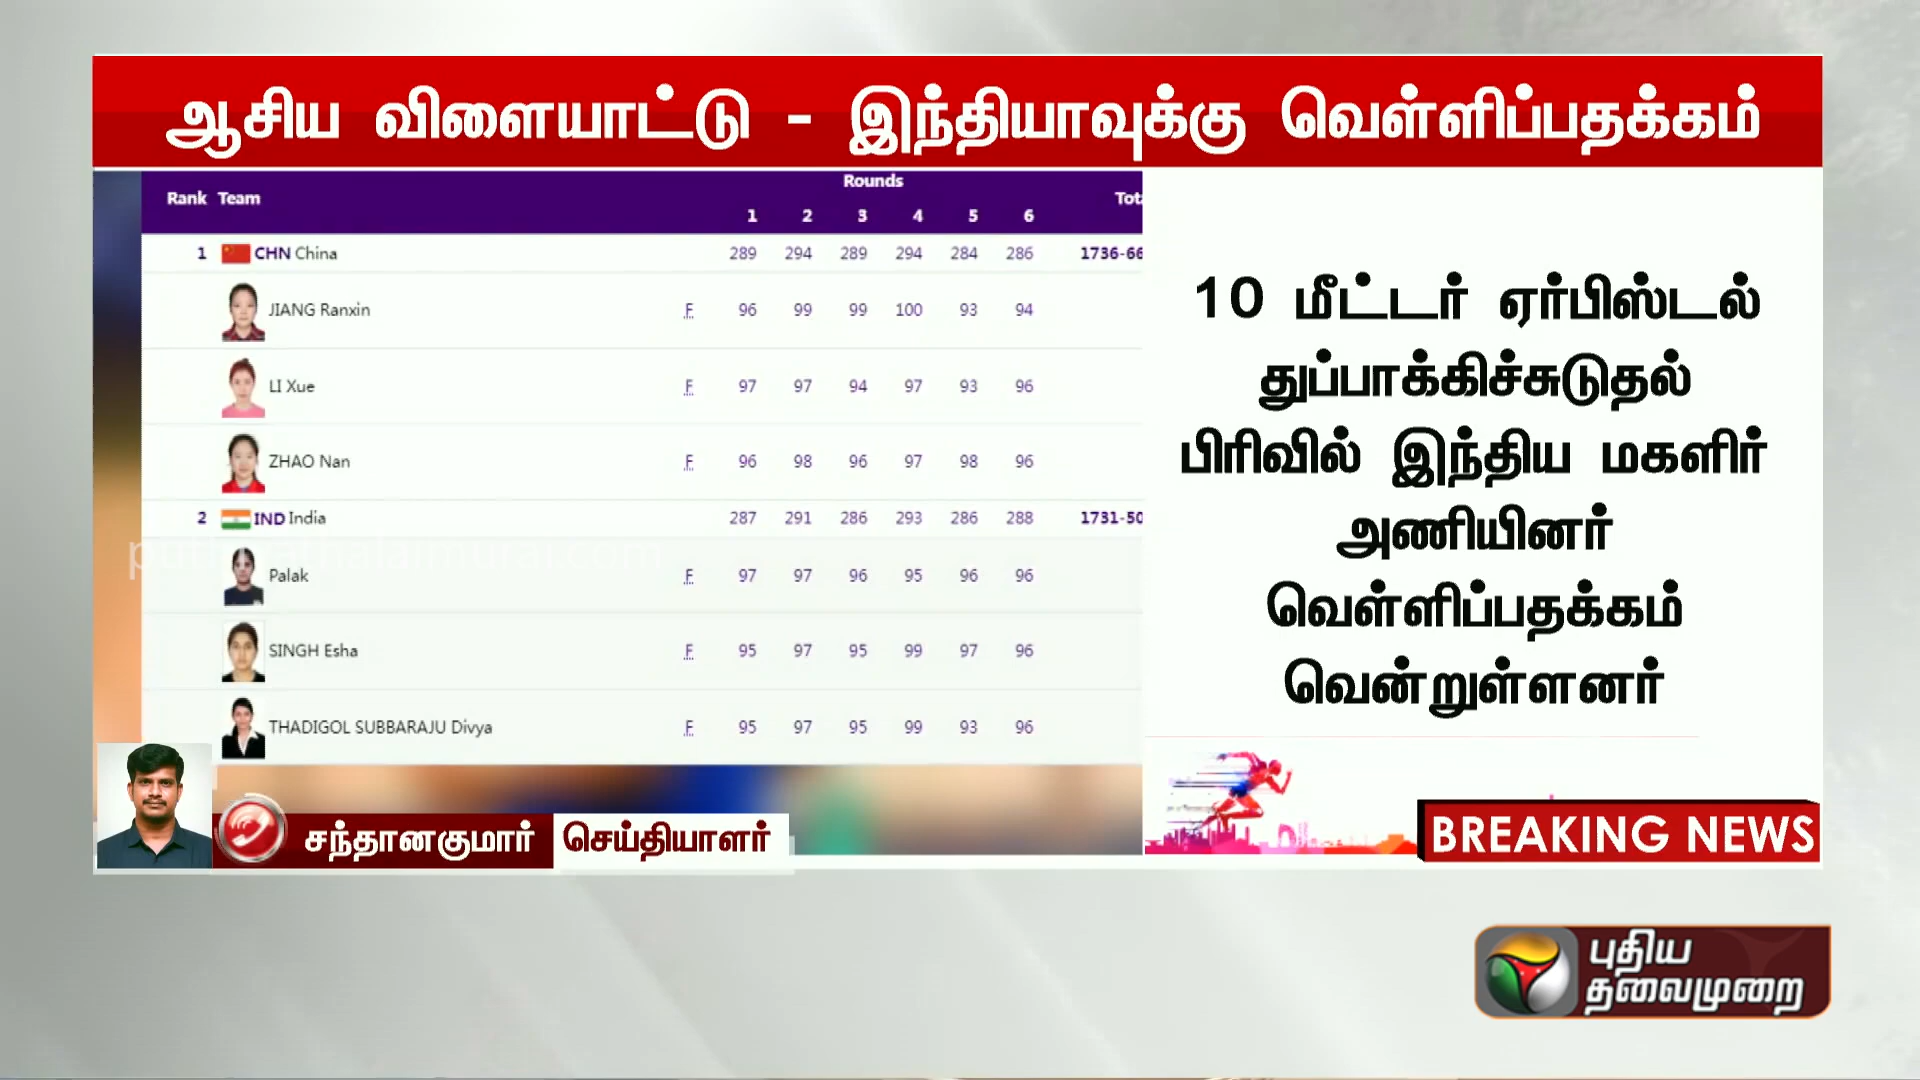 ஆசிய விளையாட்டு - இந்தியாவுக்கு வெள்ளிப்பதக்கம்
Rounds
Rank Team 1 2 3 4 5 6 Tot
1 CHN China 289 294 289 294 284 286 1736-66
JIANG Ranxin F 96 99 99 100 93 94
LI Xue F 97 97 94 97 93 96
ZHAO Nan F 96 98 96 97 98 96
2 IND India 287 291 286 293 286 288 1731-50
Palak F 97 97 96 95 96 96
SINGH Esha F 95 97 95 99 97 96
THADIGOL SUBBARAJU Divya F 95 97 95 99 93 96
10 மீட்டர் ஏர்பிஸ்டல்
துப்பாக்கிச்சுடுதல்
பிரிவில் இந்திய மகளிர்
அணியினர்
வெள்ளிப்பதக்கம்
வென்றுள்ளனர்
சந்தானகுமார் செய்தியாளர்
BREAKING NEWS
புதிய
தலைமுறை